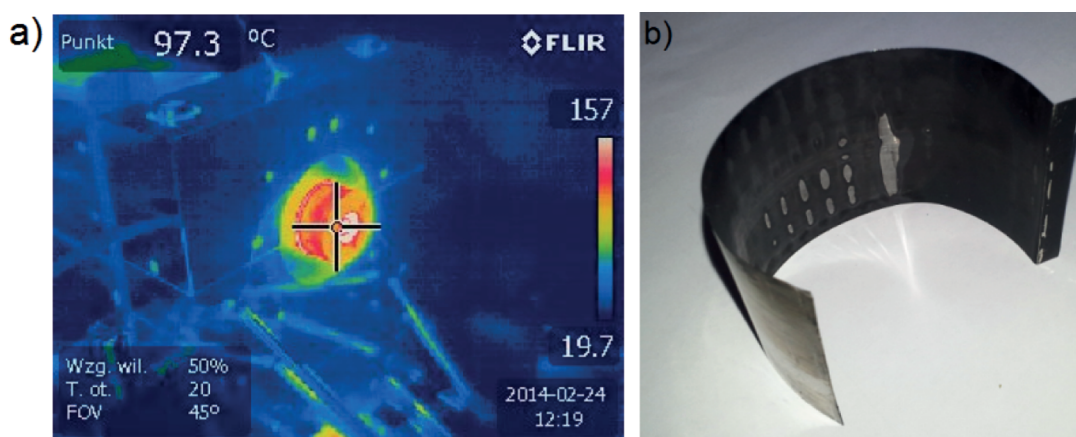 a)
Punkt 97.3 °C
FLIR
157
19.7
Wzg. wil. 50%
T. ot. 20
FOV 45°
2014-02-24
12:19
b)